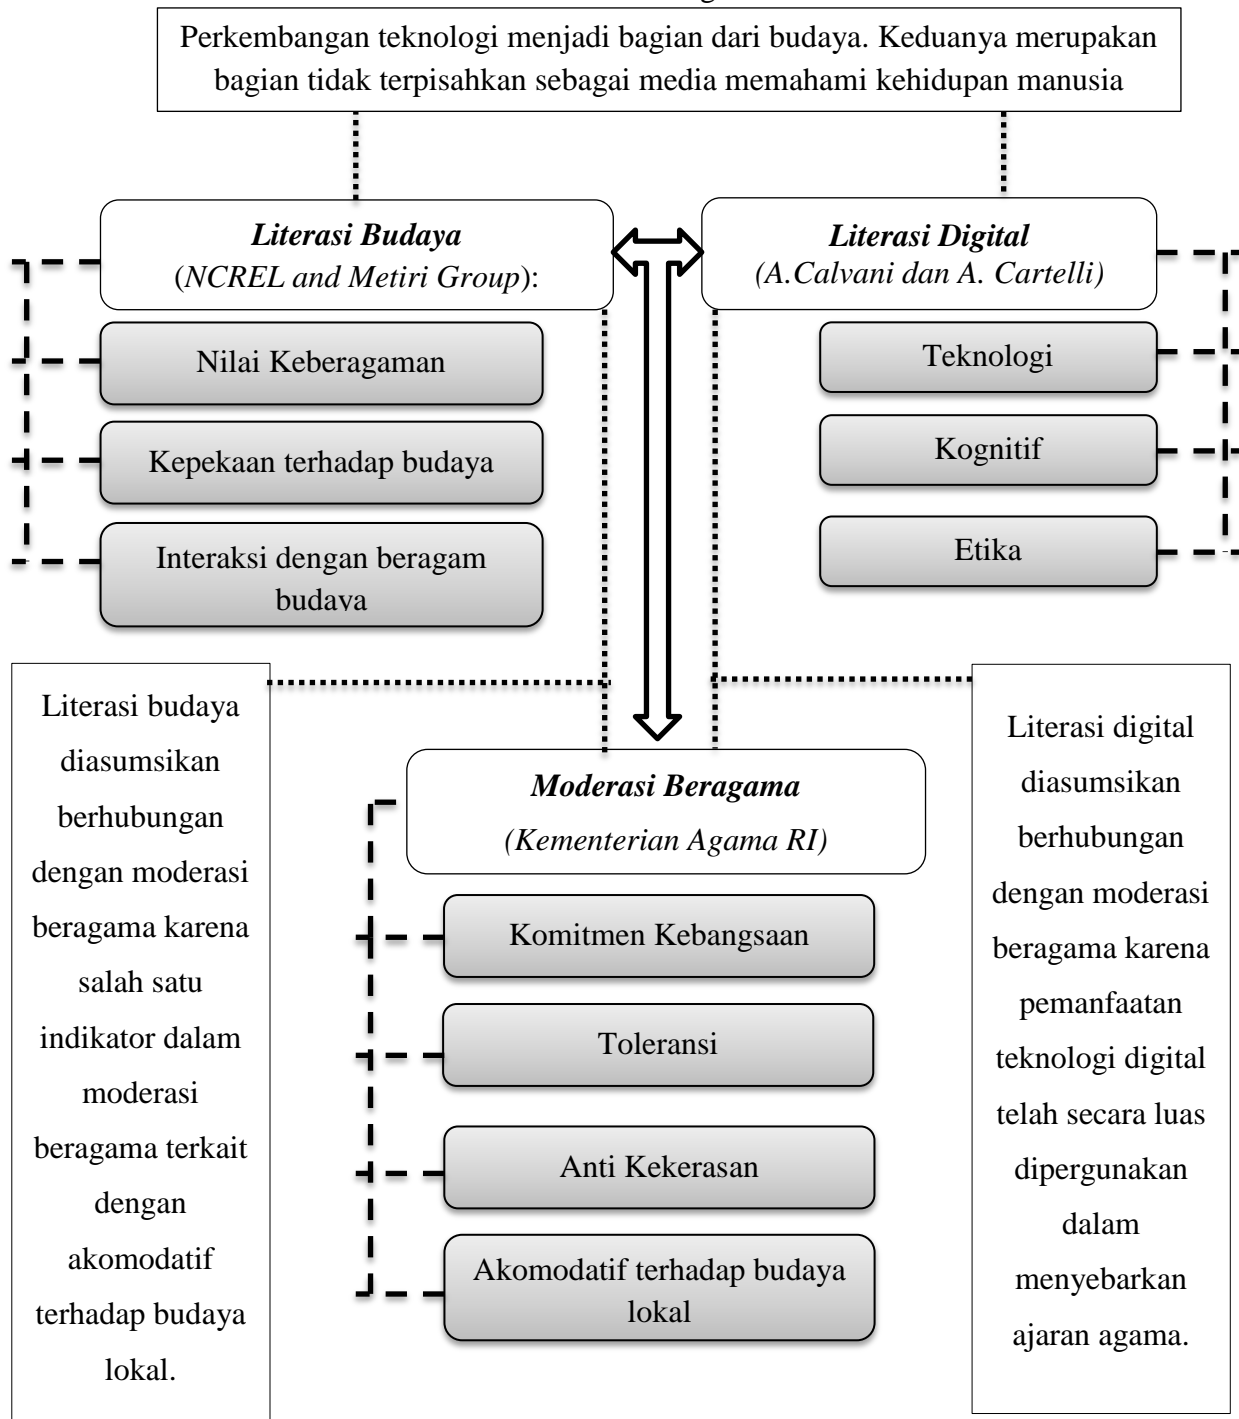 Perkembangan teknologi menjadi bagian dari budaya. Keduanya merupakan
bagian tidak terpisahkan sebagai media memahami kehidupan manusia
Literasi Budaya
(NCREL and Metiri Group):
Nilai Keberagaman
Kepekaan terhadap budaya
Interaksi dengan beragam
budaya
Literasi Digital
(A.Calvani dan A. Cartelli)
Teknologi
Kognitif
Etika
Literasi budaya
diasumsikan
berhubungan
dengan moderasi
beragama karena
salah satu
indikator dalam
moderasi
beragama terkait
dengan
akomodatif
terhadap budaya
lokal.
Moderasi Beragama
(Kementerian Agama RI)
Komitmen Kebangsaan
Toleransi
Anti Kekerasan
Akomodatif terhadap budaya
lokal
Literasi digital
diasumsikan
berhubungan
dengan moderasi
beragama karena
pemanfaatan
teknologi digital
telah secara luas
dipergunakan
dalam
menyebarkan
ajaran agama.